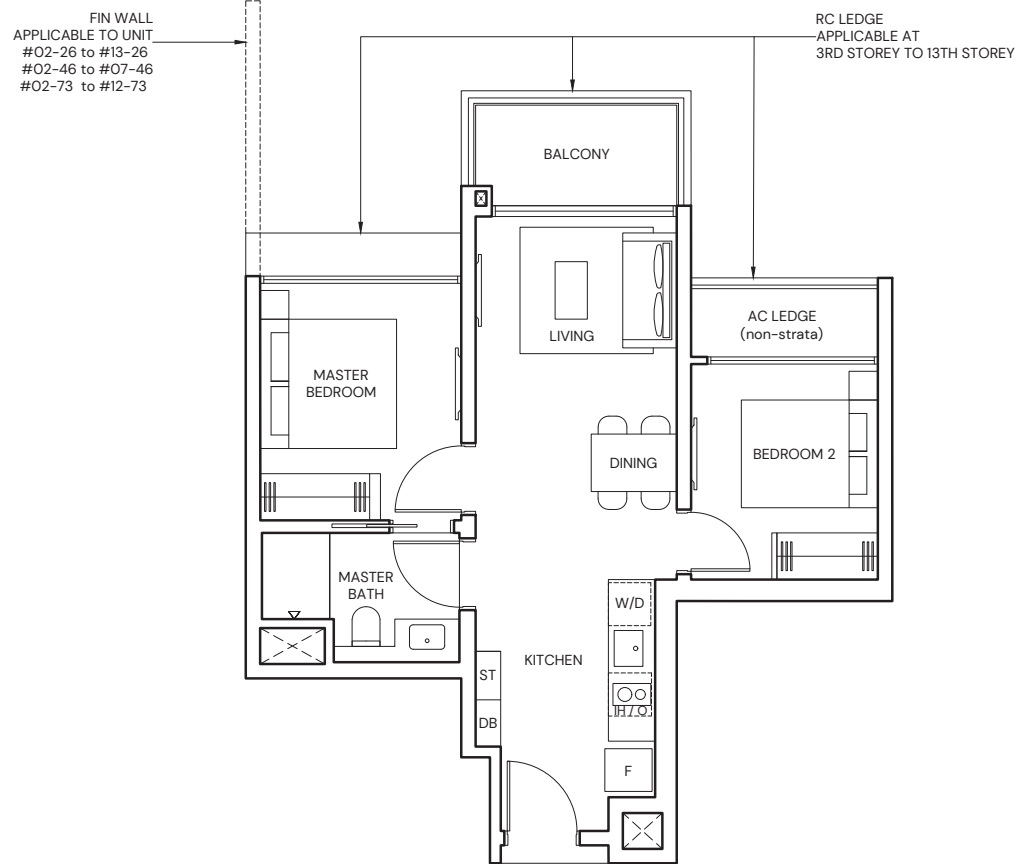 FIN WALL
APPLICABLE TO UNIT
#02-26 to #13-26
#02-46 to #07-46
#02-73 to #12-73
RC LEDGE
APPLICABLE AT
3RD STOREY TO 13TH STOREY
BALCONY
LIVING
AC LEDGE
(non-strata)
MASTER
BEDROOM
DINING
BEDROOM 2
MASTER
BATH
W/D
KITCHEN
ST
IH / O
DB
F